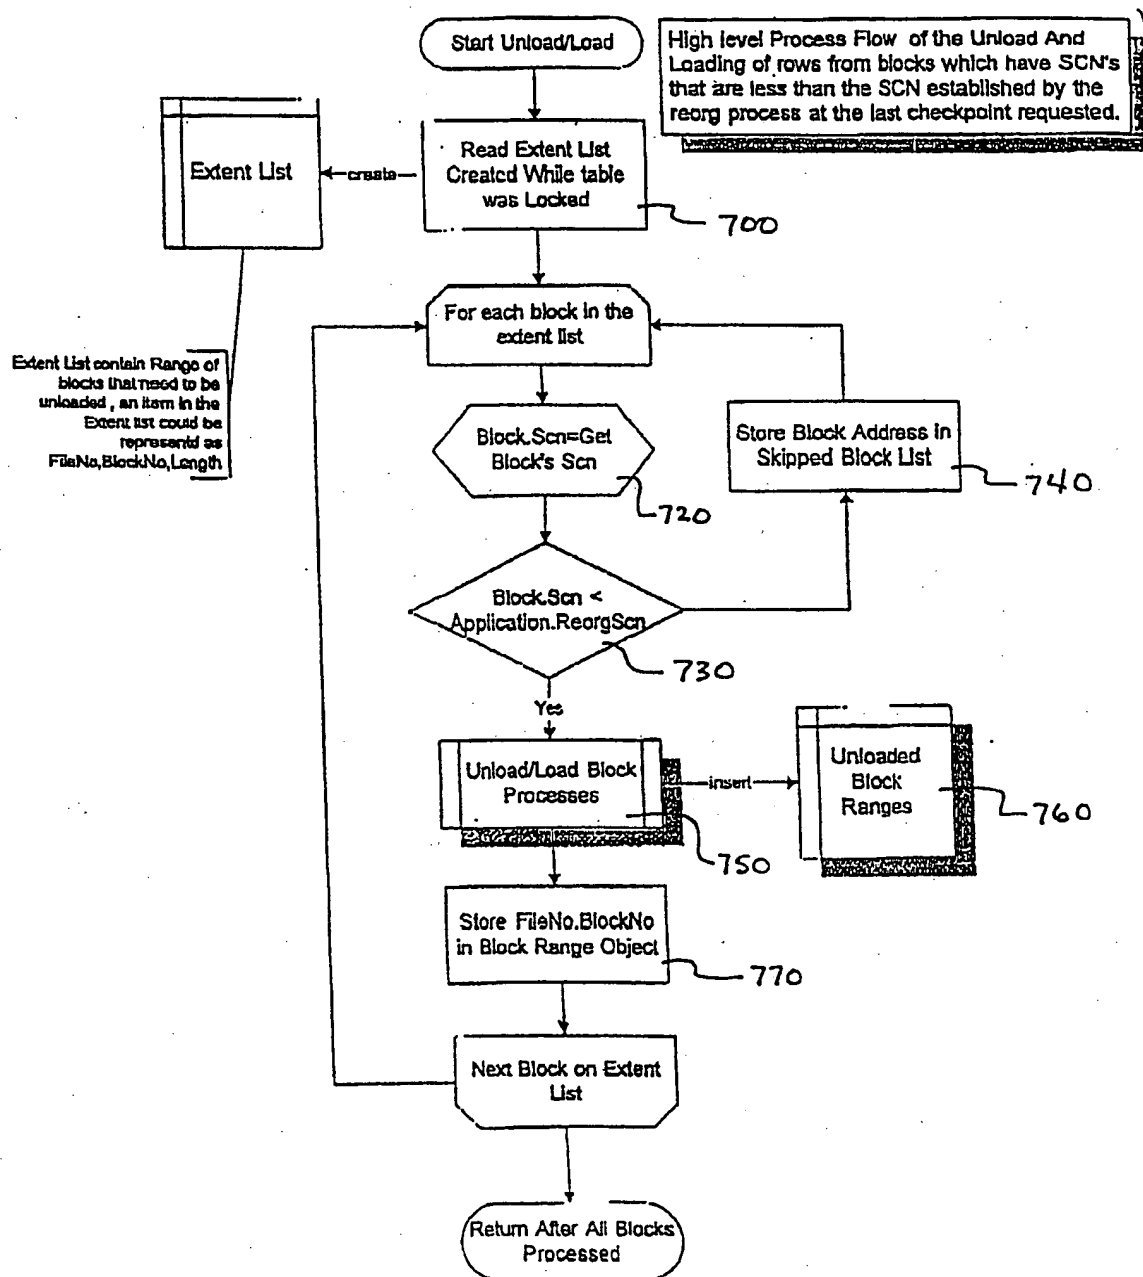 Start Unload/Load
High level Process Flow of the Unload And
Loading of rows from blocks which have SCN's
that are less than the SCN established by the
reorg process at the last checkpoint requested.
Extent List
create
Read Extent List
Created While table
was Locked
700
For each block in the
extent list
Extent List contain Range of
blocks that need to be
unloaded , an item in the
Extent list could be
representd as
FileNo,BlockNo,Length
Block.Scn=Get
Block's Scn
720
Store Block Address in
Skipped Block List
740
Block.Scn <
Application.ReorgScn
730
Yes
Unload/Load Block
Processes
750
insert
Unloaded
Block
Ranges
760
Store FileNo.BlockNo
in Block Range Object
770
Next Block on Extent
List
Return After All Blocks
Processed